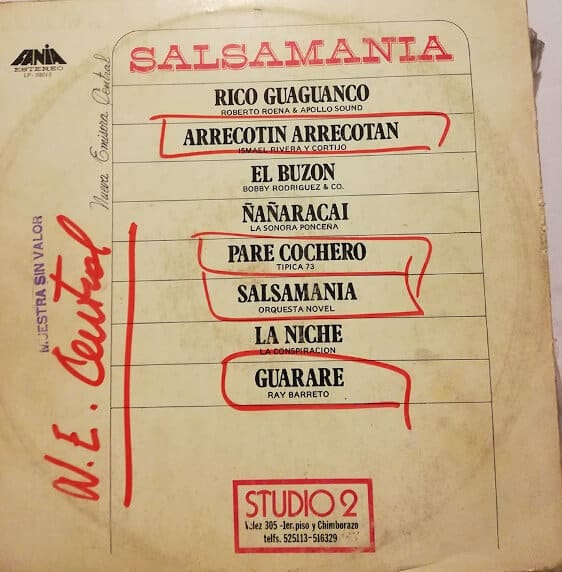 FANIA
ESTEREO
SALSAMANIA
RICO GUAGUANCO
ROBERTO ROENA & APOLLO SOUND
ARRECOTIN ARRECOTAN
ISMAEL RIVERA Y CORTIJO
EL BUZON
BOBBY RODRIGUEZ & CO.
ÑAÑARACAI
LA SONORA PONCEÑA
PARE COCHERO
TIPICA 73
SALSAMANIA
ORQUESTA NOVEL
LA NICHE
LA CONSPIRACION
GUARARE
RAY BARRETO
Nueva Emisora Central
MUESTRA SIN VALOR
N. E. Central
STUDIO 2
Velez 305 -1er. piso y Chimborazo
telfs. 525113-516329